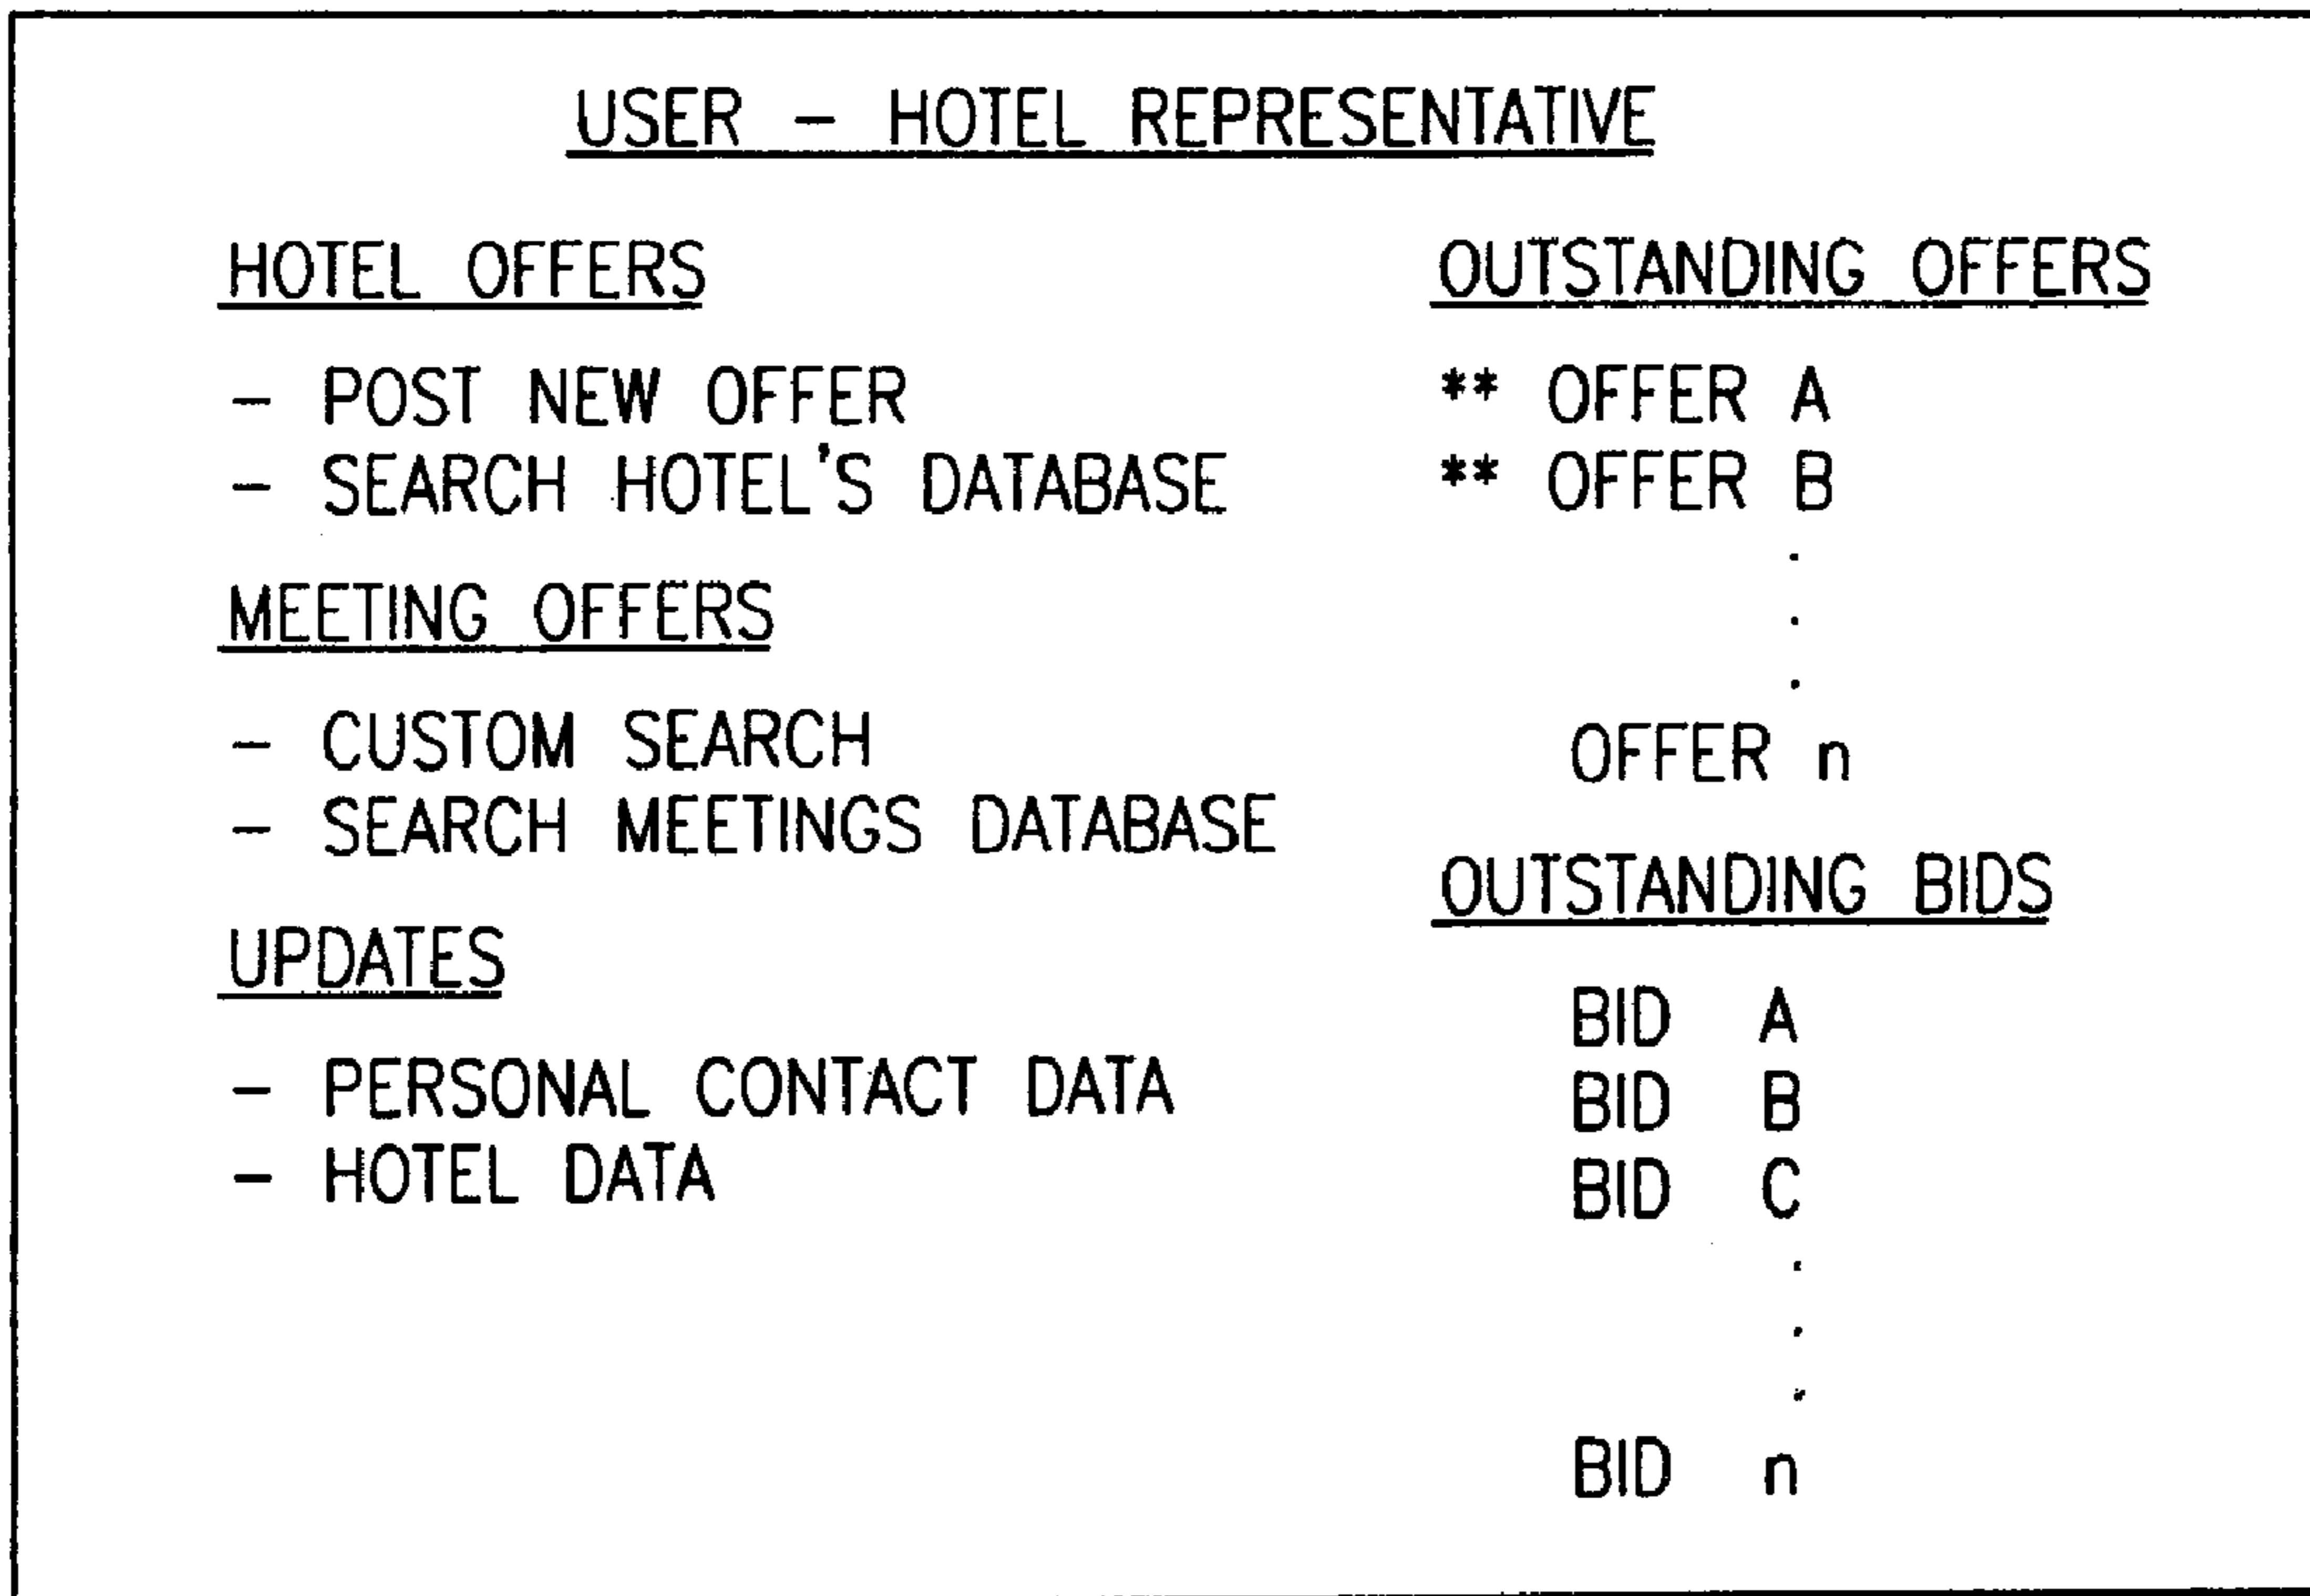 USER – HOTEL REPRESENTATIVE
HOTEL OFFERS
– POST NEW OFFER
– SEARCH HOTEL'S DATABASE
MEETING OFFERS
– CUSTOM SEARCH
– SEARCH MEETINGS DATABASE
UPDATES
– PERSONAL CONTACT DATA
– HOTEL DATA
OUTSTANDING OFFERS
** OFFER A
** OFFER B
.
.
.
OFFER n
OUTSTANDING BIDS
BID A
BID B
BID C
.
.
.
BID n